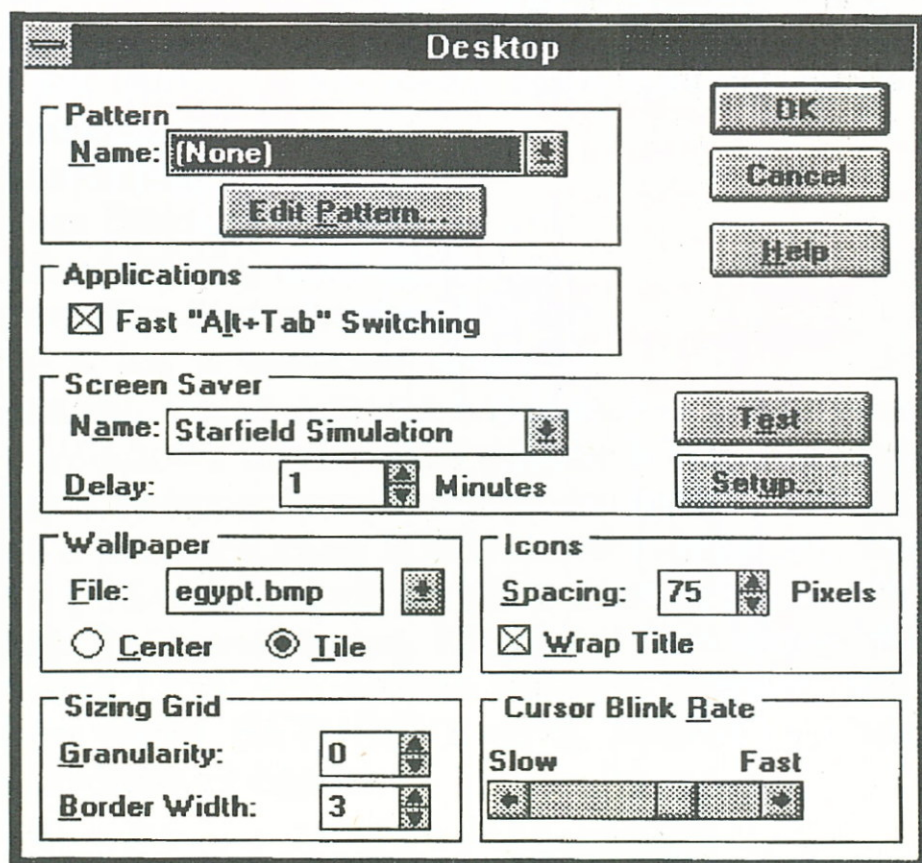 Desktop
Pattern
Name: (None)
Edit Pattern...
OK
Cancel
Help
Applications
Fast "Alt+Tab" Switching
Screen Saver
Name: Starfield Simulation
Delay: 1 Minutes
Test
Setup...
Wallpaper
File: egypt.bmp
Center Tile
Icons
Spacing: 75 Pixels
Wrap Title
Sizing Grid
Granularity: 0
Border Width: 3
Cursor Blink Rate
Slow Fast